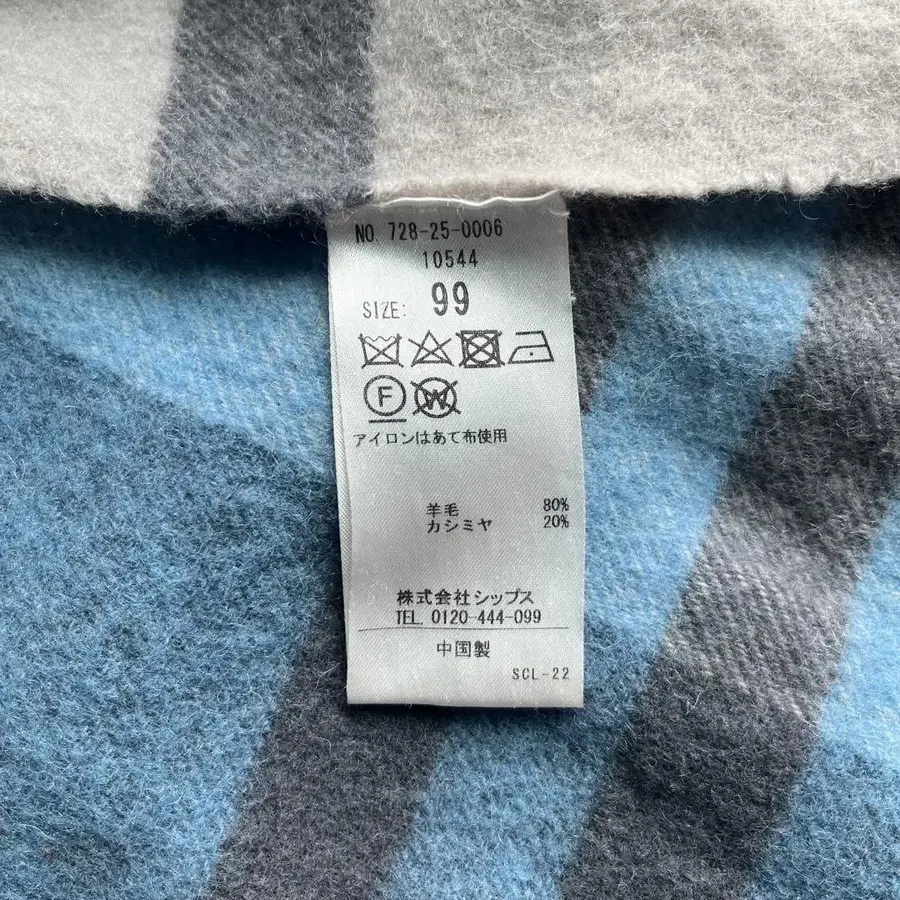 NO. 728-25-0006
10544
SIZE: 99
F W
アイロンはあて布使用
羊毛 80%
カシミヤ 20%
株式会社シップス
TEL. 0120-444-099
中国製
SCL-22